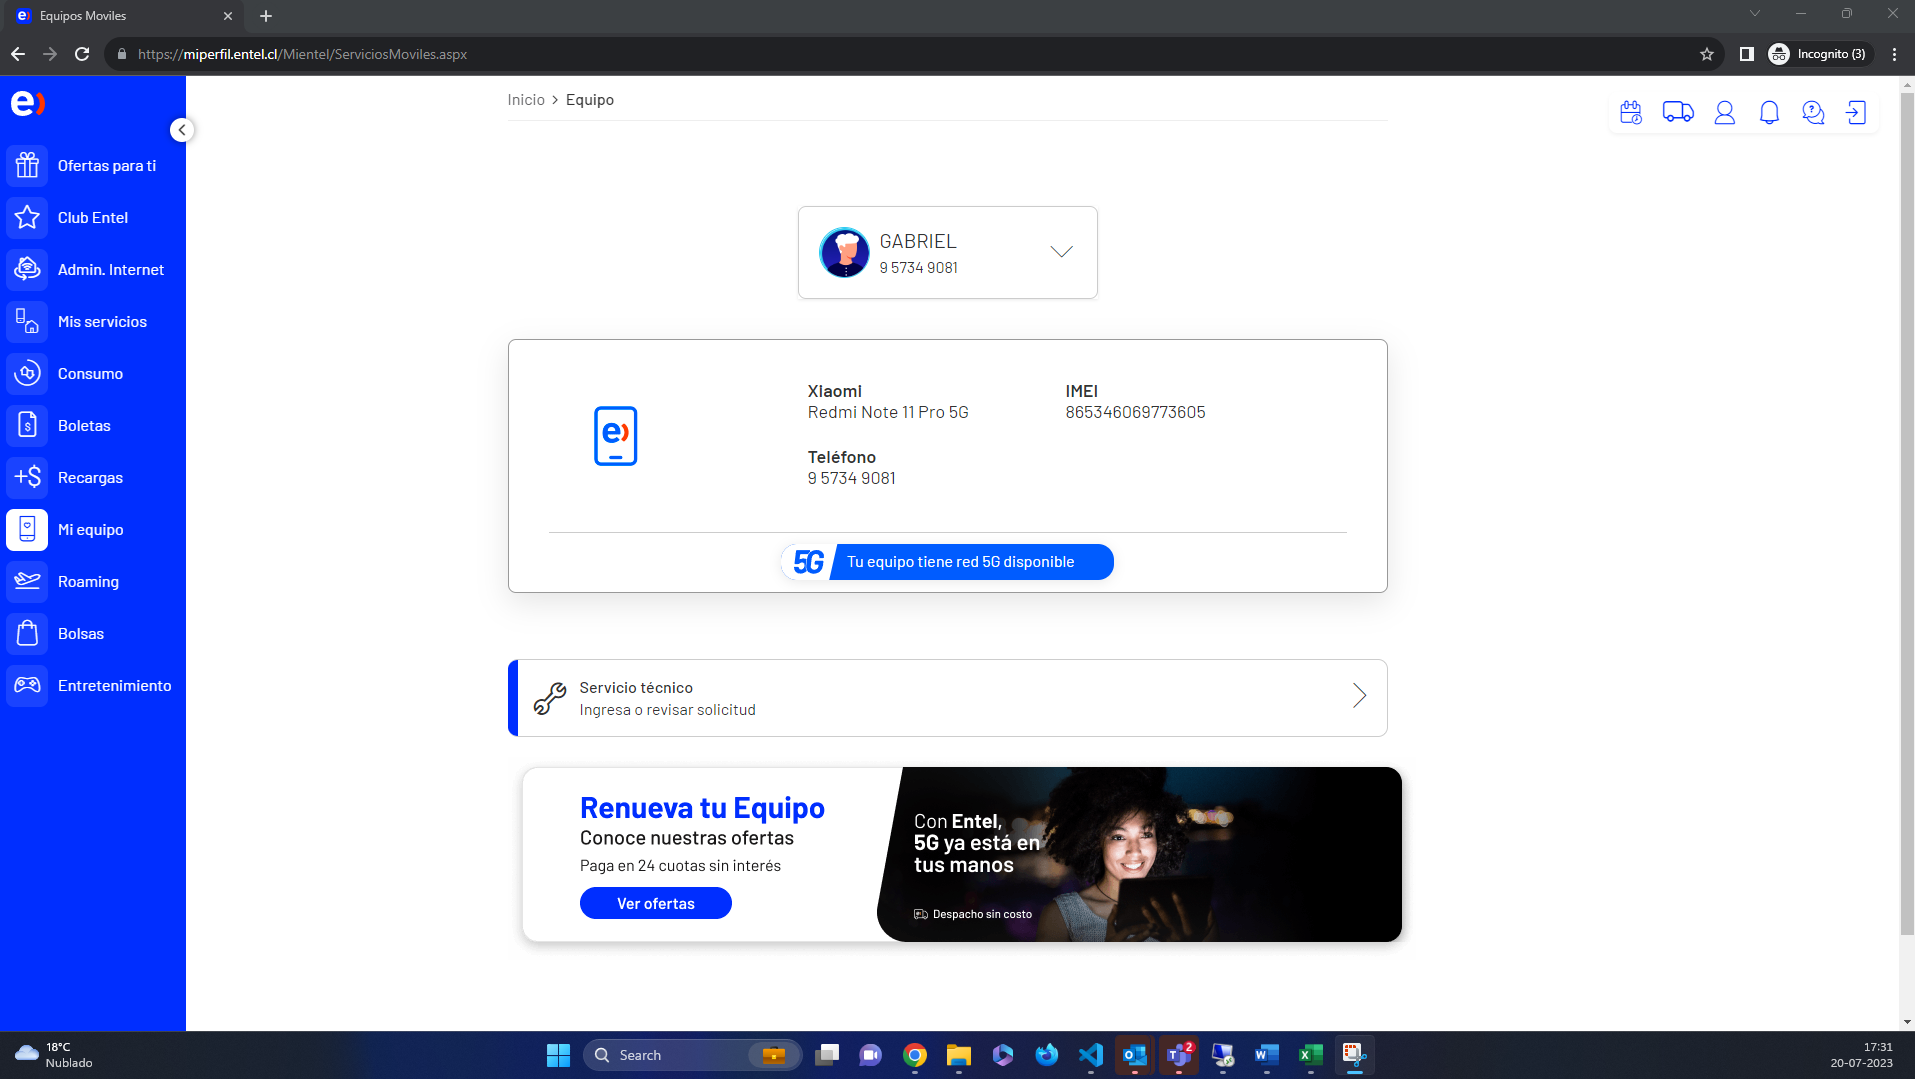 Equipos Moviles
https://miperfil.entel.cl/Mientel/ServiciosMoviles.aspx
Incognito (3)
e)
Ofertas para ti
Club Entel
Admin. Internet
Mis servicios
Consumo
Boletas
Recargas
Mi equipo
Roaming
Bolsas
Entretenimiento
Inicio > Equipo
GABRIEL
9 5734 9081
Xiaomi
Redmi Note 11 Pro 5G
IMEI
865346069773605
Teléfono
9 5734 9081
e)
5G Tu equipo tiene red 5G disponible
Servicio técnico
Ingresa o revisar solicitud
Renueva tu Equipo
Conoce nuestras ofertas
Paga en 24 cuotas sin interés
Ver ofertas
Con Entel,
5G ya está en
tus manos
Despacho sin costo
18°C
Nublado
Search
2
17:31
20-07-2023